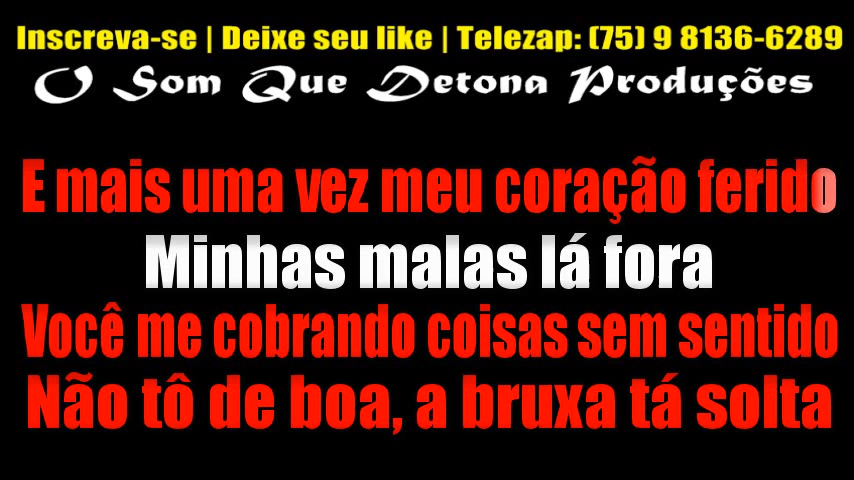 Inscreva-se | Deixe seu like | Telezap: (75) 9 8136-6289
O Som Que Detona Produções
E mais uma vez meu coração ferido
Minhas malas lá fora
Você me cobrando coisas sem sentido
Não tô de boa, a bruxa tá solta